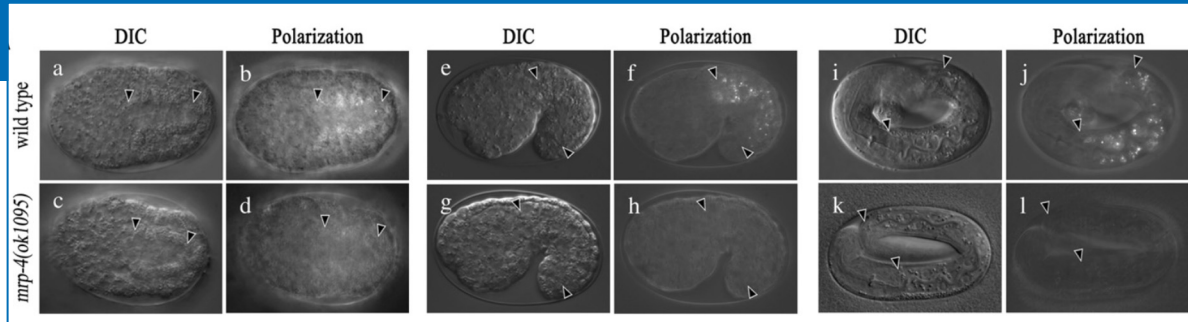 DIC Polarization DIC Polarization DIC Polarization
wild type
a b e f i j
mrp-4(ok1095)
c d g h k l